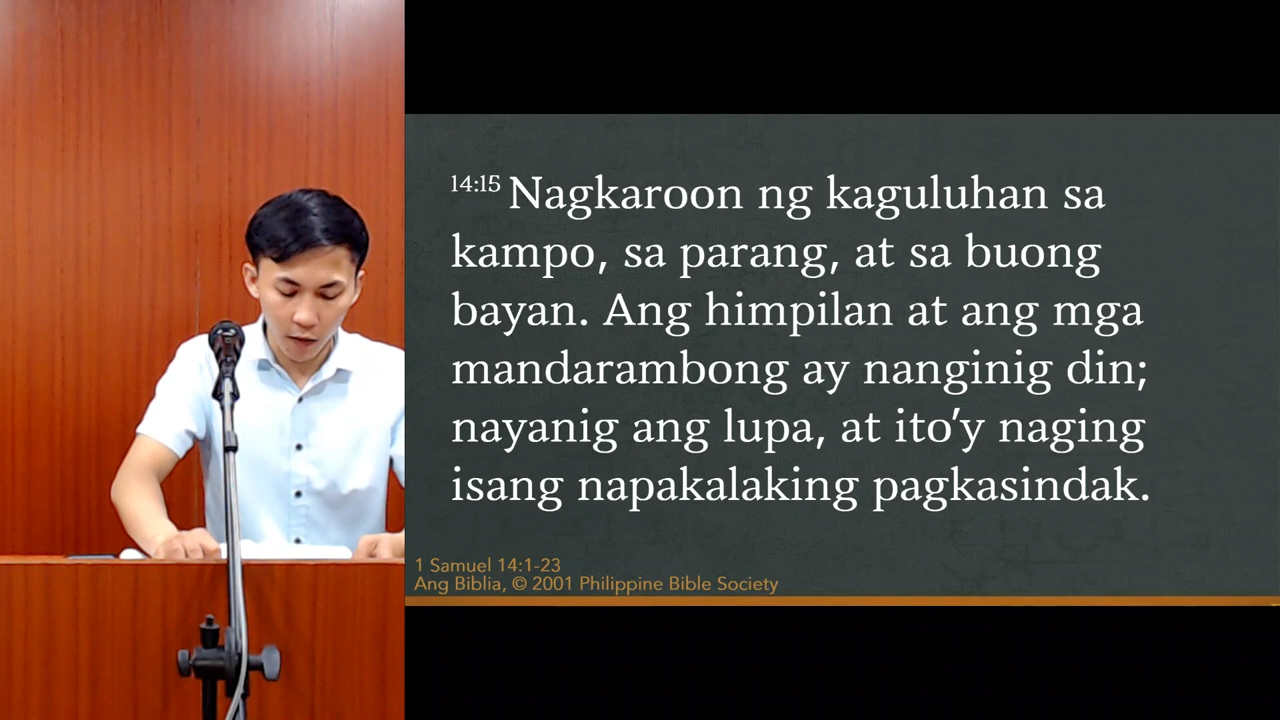 14:15 Nagkaroon ng kaguluhan sa
kampo, sa parang, at sa buong
bayan. Ang himpilan at ang mga
mandarambong ay nanginig din;
nayanig ang lupa, at ito’y naging
isang napakalaking pagkasindak.
1 Samuel 14:1-23
Ang Biblia, © 2001 Philippine Bible Society